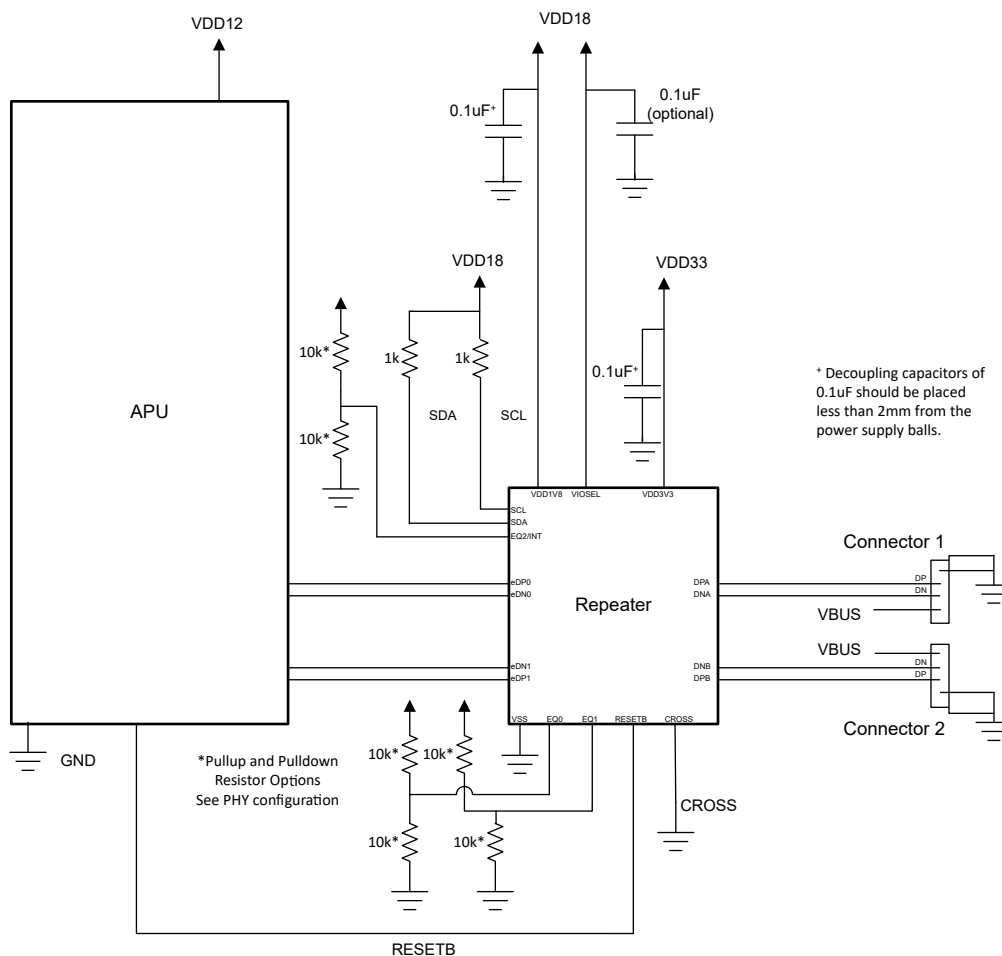 VDD12
VDD18
0.1uF⁺
0.1uF
(optional)
VDD18
VDD33
10k*
1k
1k
0.1uF⁺
⁺ Decoupling capacitors of
0.1uF should be placed
less than 2mm from the
power supply balls.
APU
10k*
SDA
SCL
VDD1V8
VIOSEL
VDD3V3
SCL
SDA
EQ2/INT
Connector 1
eDP0
eDN0
Repeater
DPA
DNA
DP
DN
VBUS
VBUS
eDN1
eDP1
DNB
DPB
DN
DP
VSS
EQ0
EQ1
RESETB
CROSS
Connector 2
GND
*Pullup and Pulldown
Resistor Options
See PHY configuration
10k*
10k*
CROSS
10k*
10k*
RESETB